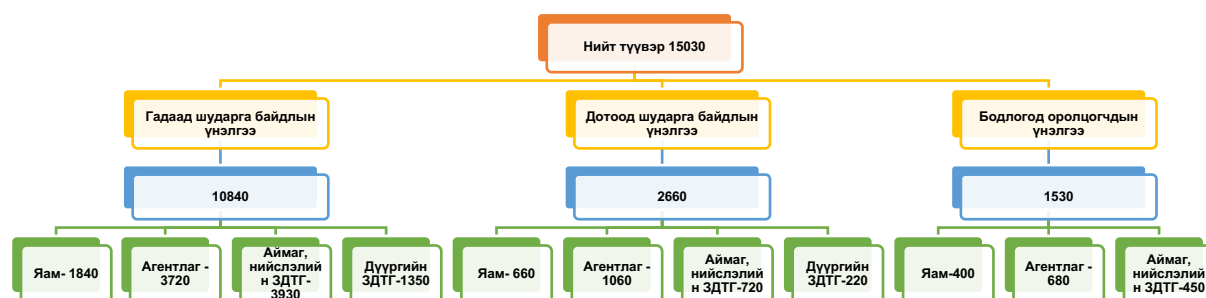 Нийт түүвэр 15030
Гадаад шударга байдлын
үнэлгээ
Дотоод шударга байдлын
үнэлгээ
Бодлогод оролцогчдын
үнэлгээ
10840
2660
1530
Яам- 1840
Агентлаг -
3720
Аймаг,
нийслэлий
н ЗДТГ-
3930
Дүүргийн
ЗДТГ-1350
Яам- 660
Агентлаг -
1060
Аймаг,
нийслэлий
н ЗДТГ-720
Дүүргийн
ЗДТГ-220
Яам-400
Агентлаг -
680
Аймаг,
нийслэлий
н ЗДТГ-450